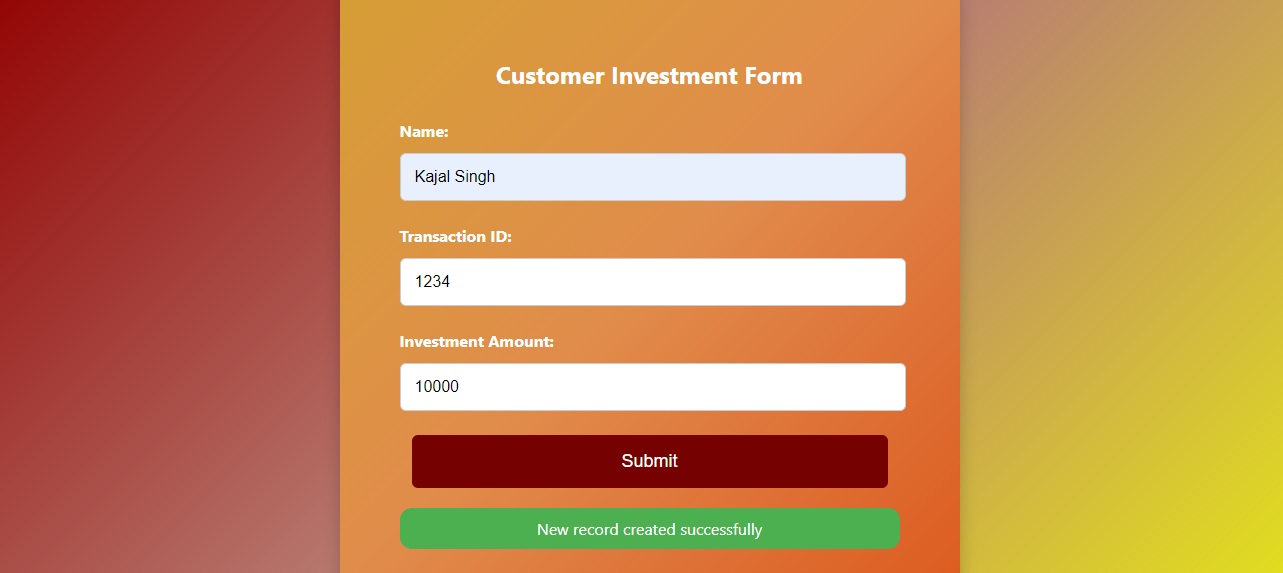 Customer Investment Form
Name:
Kajal Singh
Transaction ID:
1234
Investment Amount:
10000
Submit
New record created successfully